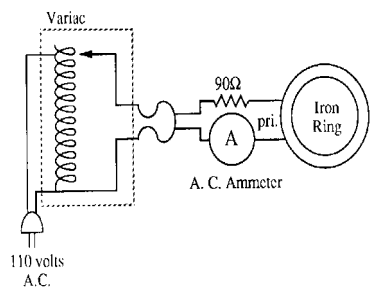 Variac
90Ω
pri.
Iron
Ring
A
A. C. Ammeter
110 volts
A.C.